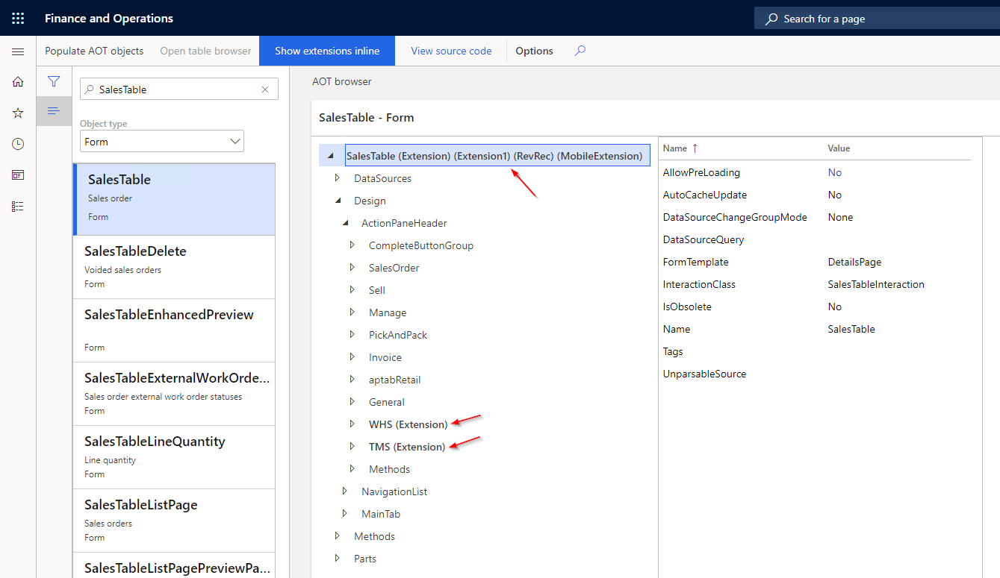 Finance and Operations
Search for a page
Populate AOT objects
Open table browser
Show extensions inline
View source code
Options
SalesTable
Object type
Form
SalesTable
Sales order
Form
SalesTableDelete
Voided sales orders
Form
SalesTableEnhancedPreview
Form
SalesTableExternalWorkOrde...
Sales order external work order statuses
Form
SalesTableLineQuantity
Line quantity
Form
SalesTableListPage
Sales orders
Form
SalesTableListPagePreviewPa...
AOT browser
SalesTable - Form
SalesTable (Extension) (Extension1) (RevRec) (MobileExtension)
DataSources
Design
ActionPaneHeader
CompleteButtonGroup
SalesOrder
Sell
Manage
PickAndPack
Invoice
aptabRetail
General
WHS (Extension)
TMS (Extension)
Methods
NavigationList
MainTab
Methods
Parts
Name ↑ Value
AllowPreLoading No
AutoCacheUpdate No
DataSourceChangeGroupMode None
DataSourceQuery
FormTemplate DetailsPage
InteractionClass SalesTableInteraction
IsObsolete No
Name SalesTable
Tags
UnparsableSource